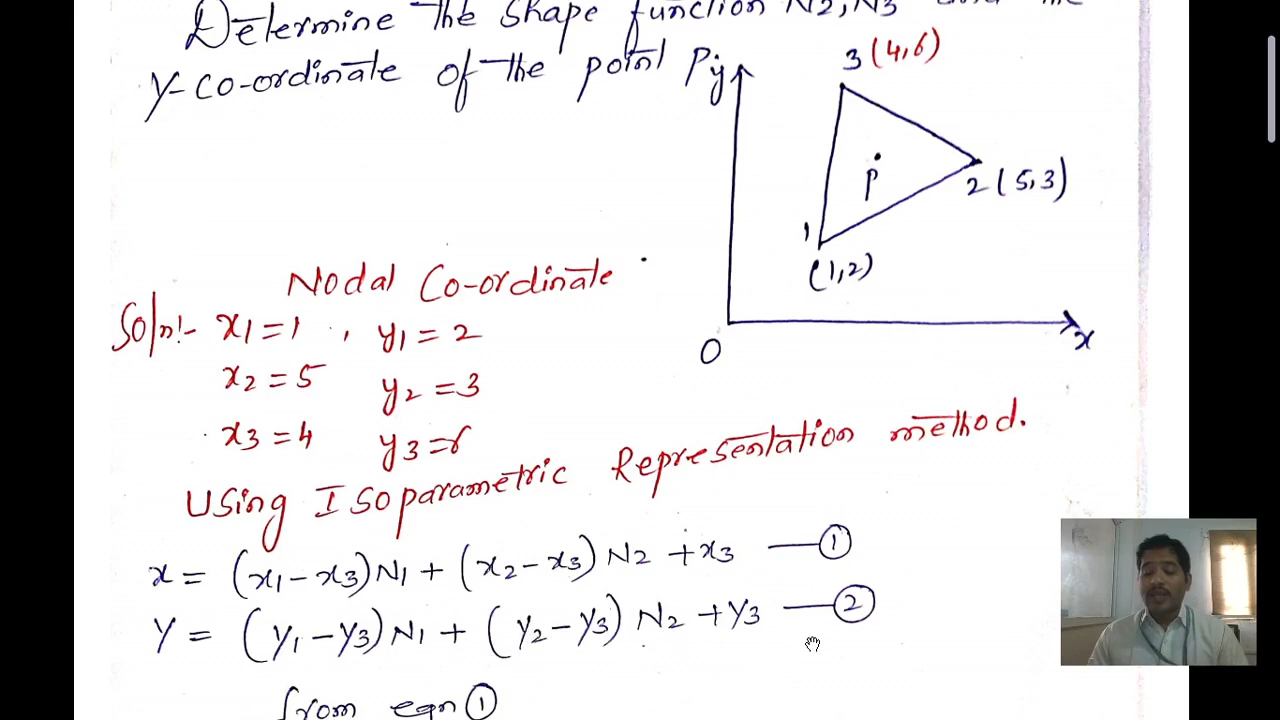 Determine the shape function N2, N3 and the
Y-co-ordinate of the point P
y
3 (4,6)
P
2 (5,3)
1
(1,2)
O
x
Nodal Co-ordinate
Soln:- x1=1 , y1 = 2
x2 = 5 y2 = 3
x3 = 4 y3 = 6
Using Isoparametric Representation method.
x = (x1-x3)N1 + (x2-x3)N2 + x3 —①
Y = (Y1-Y3)N1 + (Y2-Y3) N2 + Y3 —②
from eqn ①